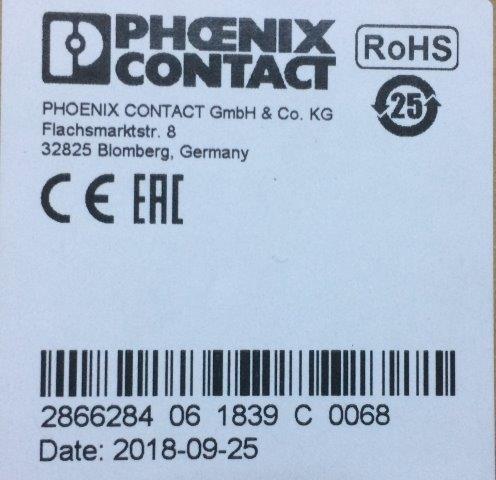 PHOENIX
CONTACT
RoHS
25
PHOENIX CONTACT GmbH & Co. KG
Flachsmarktstr. 8
32825 Blomberg, Germany
CE EAC
2866284 06 1839 C 0068
Date: 2018-09-25